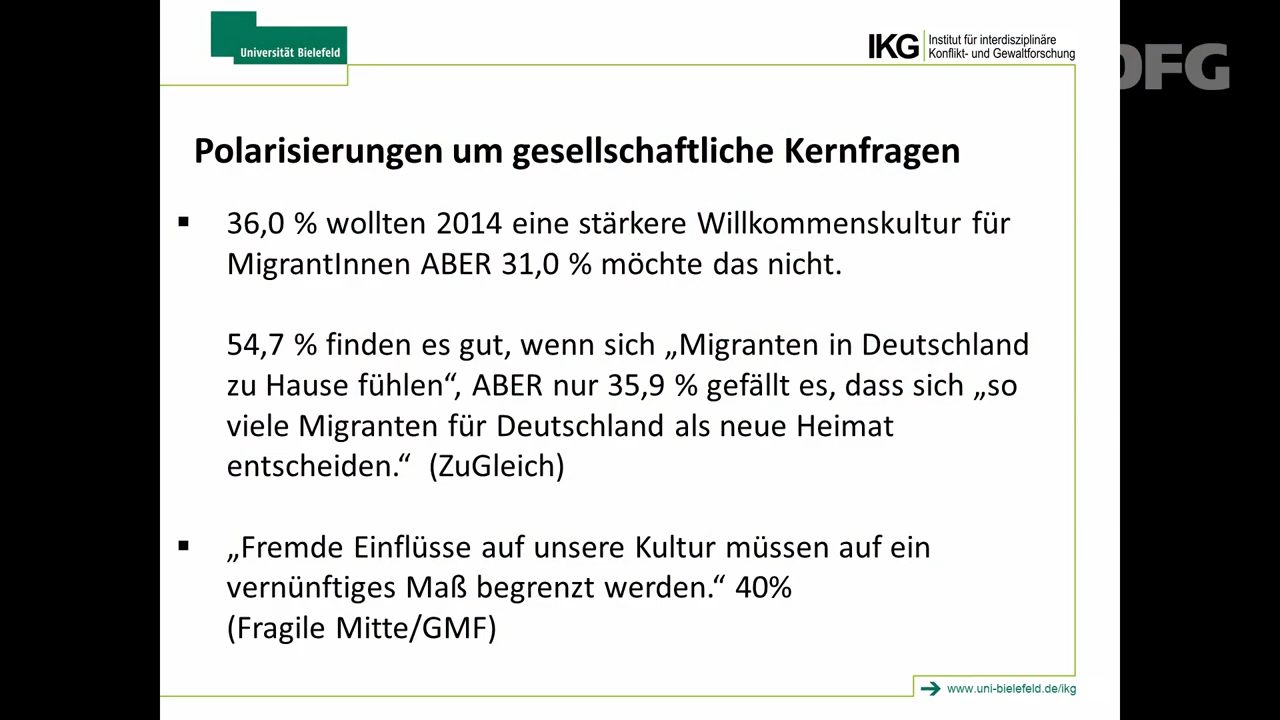 Universität Bielefeld
IKG
Institut für interdisziplinäre
Konflikt- und Gewaltforschung
DFG
Polarisierungen um gesellschaftliche Kernfragen
▪ 36,0 % wollten 2014 eine stärkere Willkommenskultur für
MigrantInnen ABER 31,0 % möchte das nicht.
54,7 % finden es gut, wenn sich „Migranten in Deutschland
zu Hause fühlen“, ABER nur 35,9 % gefällt es, dass sich „so
viele Migranten für Deutschland als neue Heimat
entscheiden.“ (ZuGleich)
▪ „Fremde Einflüsse auf unsere Kultur müssen auf ein
vernünftiges Maß begrenzt werden.“ 40%
(Fragile Mitte/GMF)
www.uni-bielefeld.de/ikg